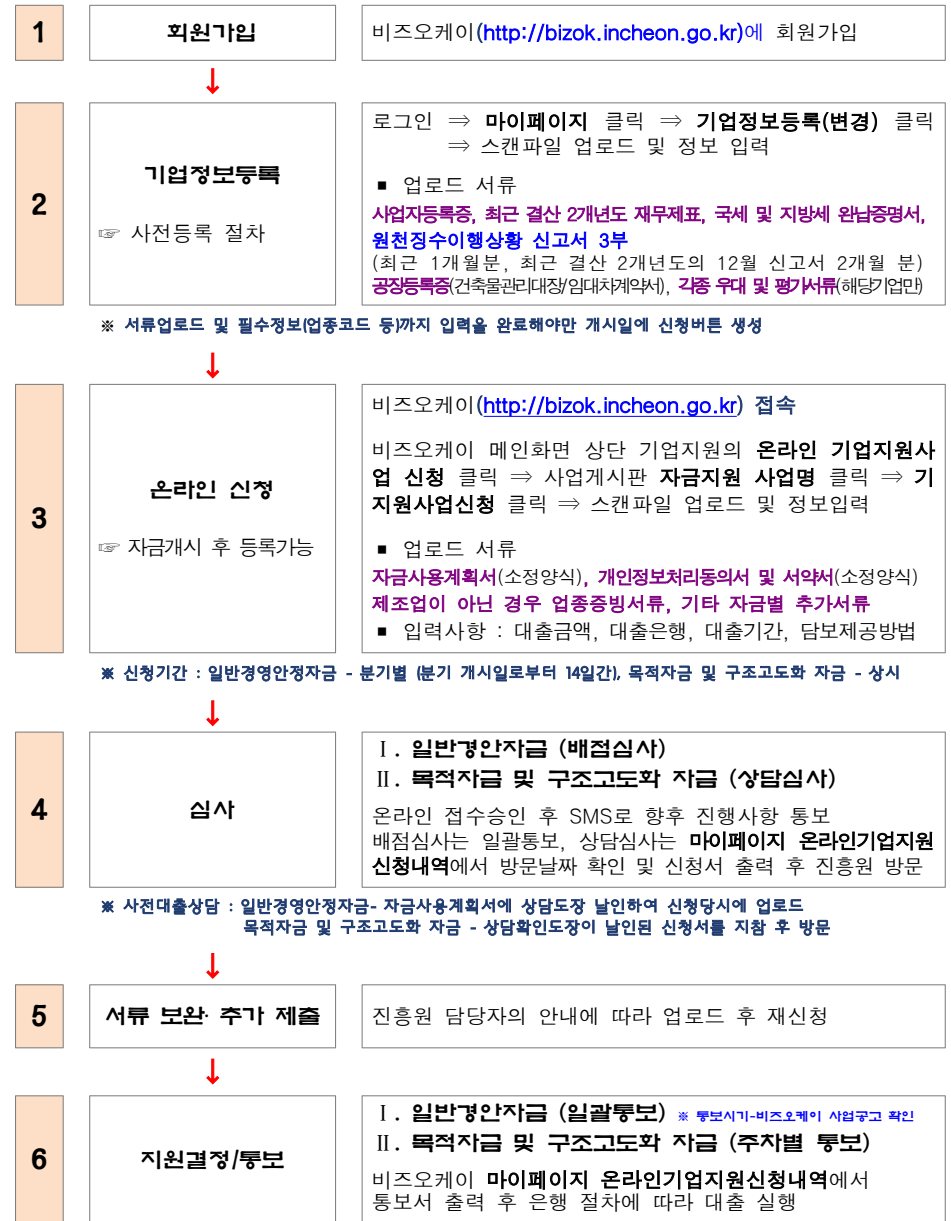 1
회원가입
비즈오케이(http://bizok.incheon.go.kr)에 회원가입
↓
2
기업정보등록
☞ 사전등록 절차
로그인 ⇒ 마이페이지 클릭 ⇒ 기업정보등록(변경) 클릭
⇒ 스캔파일 업로드 및 정보 입력
■ 업로드 서류
사업자등록증, 최근 결산 2개년도 재무제표, 국세 및 지방세 완납증명서,
원천징수이행상황 신고서 3부
(최근 1개월분, 최근 결산 2개년도의 12월 신고서 2개월 분)
공장등록증(건축물관리대장/임대차계약서), 각종 우대 및 평가서류(해당기업만)
※ 서류업로드 및 필수정보(업종코드 등)까지 입력을 완료해야만 개시일에 신청버튼 생성
↓
3
온라인 신청
☞ 자금개시 후 등록가능
비즈오케이(http://bizok.incheon.go.kr) 접속
비즈오케이 메인화면 상단 기업지원의 온라인 기업지원사
업 신청 클릭 ⇒ 사업게시판 자금지원 사업명 클릭 ⇒ 기
지원사업신청 클릭 ⇒ 스캔파일 업로드 및 정보입력
■ 업로드 서류
자금사용계획서(소정양식), 개인정보처리동의서 및 서약서(소정양식)
제조업이 아닌 경우 업종증빙서류, 기타 자금별 추가서류
■ 입력사항 : 대출금액, 대출은행, 대출기간, 담보제공방법
※ 신청기간 : 일반경영안정자금 - 분기별 (분기 개시일로부터 14일간), 목적자금 및 구조고도화 자금 - 상시
↓
4
심사
Ⅰ. 일반경안자금 (배점심사)
Ⅱ. 목적자금 및 구조고도화 자금 (상담심사)
온라인 접수승인 후 SMS로 향후 진행사항 통보
배점심사는 일괄통보, 상담심사는 마이페이지 온라인기업지원
신청내역에서 방문날짜 확인 및 신청서 출력 후 진흥원 방문
※ 사전대출상담 : 일반경영안정자금- 자금사용계획서에 상담도장 날인하여 신청당시에 업로드
목적자금 및 구조고도화 자금 - 상담확인도장이 날인된 신청서를 지참 후 방문
↓
5
서류 보완· 추가 제출
진흥원 담당자의 안내에 따라 업로드 후 재신청
↓
6
지원결정/통보
Ⅰ. 일반경안자금 (일괄통보) ※ 통보시기-비즈오케이 사업공고 확인
Ⅱ. 목적자금 및 구조고도화 자금 (주차별 통보)
비즈오케이 마이페이지 온라인기업지원신청내역에서
통보서 출력 후 은행 절차에 따라 대출 실행